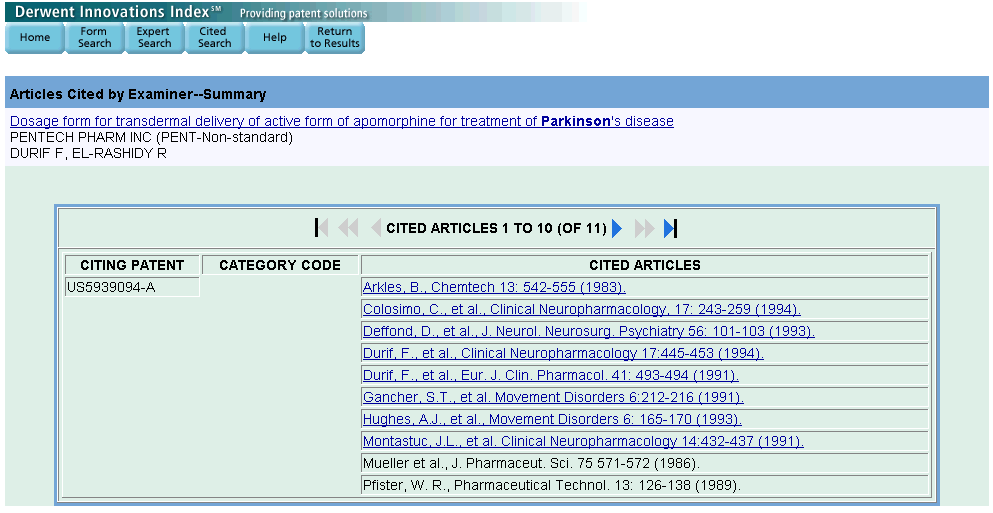 Derwent Innovations Index SM Providing patent solutions
Home
Form Search
Expert Search
Cited Search
Help
Return to Results
Articles Cited by Examiner--Summary
Dosage form for transdermal delivery of active form of apomorphine for treatment of Parkinson's disease
PENTECH PHARM INC (PENT-Non-standard)
DURIF F, EL-RASHIDY R
CITED ARTICLES 1 TO 10 (OF 11)
CITING PATENT CATEGORY CODE CITED ARTICLES
US5939094-A Arkles, B., Chemtech 13: 542-555 (1983).
Colosimo, C., et al., Clinical Neuropharmacology, 17: 243-259 (1994).
Deffond, D., et al., J. Neurol. Neurosurg. Psychiatry 56: 101-103 (1993).
Durif, F., et al., Clinical Neuropharmacology 17:445-453 (1994).
Durif, F., et al., Eur. J. Clin. Pharmacol. 41: 493-494 (1991).
Gancher, S.T., et al. Movement Disorders 6:212-216 (1991).
Hughes, A.J., et al., Movement Disorders 6: 165-170 (1993).
Montastuc, J.L., et al. Clinical Neuropharmacology 14:432-437 (1991).
Mueller et al., J. Pharmaceut. Sci. 75 571-572 (1986).
Pfister, W. R., Pharmaceutical Technol. 13: 126-138 (1989).